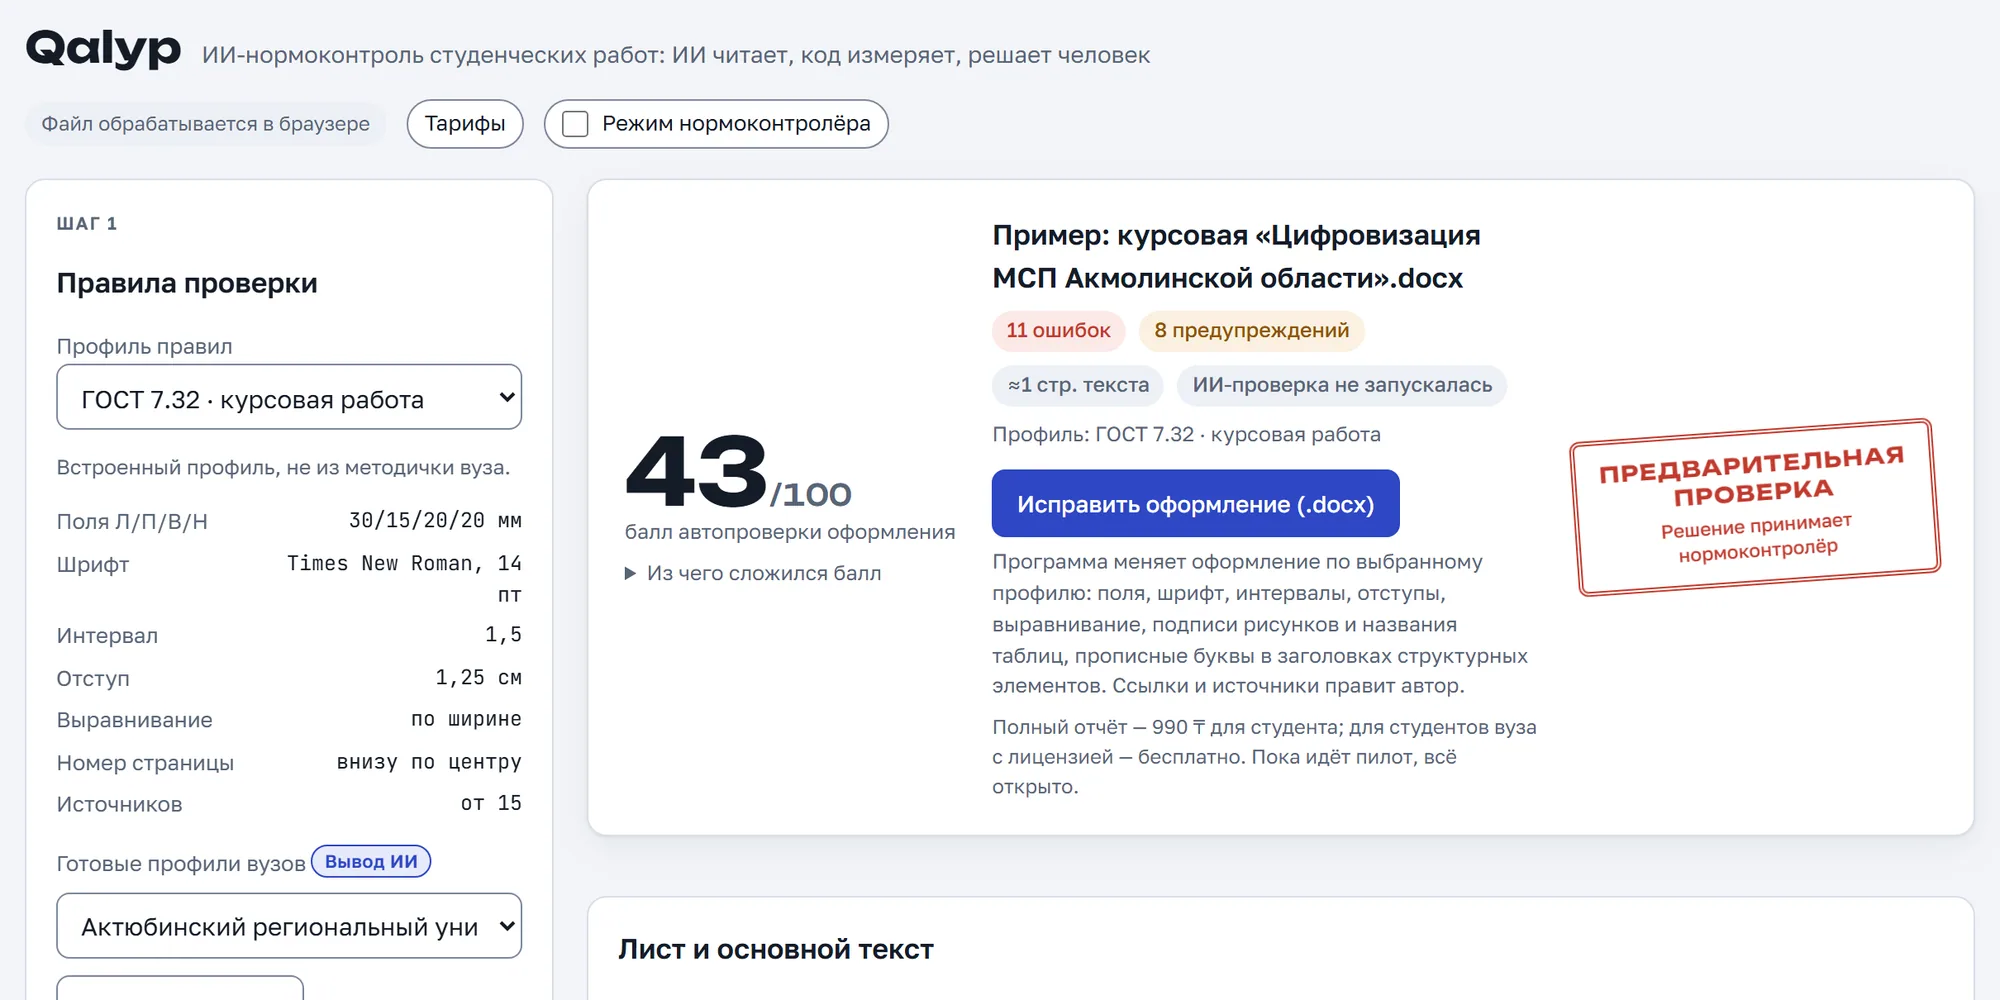 Qalyp
ИИ-нормоконтроль студенческих работ: ИИ читает, код измеряет, решает человек
Файл обрабатывается в браузере
Тарифы
Режим нормоконтролёра
ШАГ 1
Правила проверки
Профиль правил
ГОСТ 7.32 · курсовая работа
Встроенный профиль, не из методички вуза.
Поля Л/П/В/Н 30/15/20/20 мм
Шрифт Times New Roman, 14
пт
Интервал 1,5
Отступ 1,25 см
Выравнивание по ширине
Номер страницы внизу по центру
Источников от 15
Готовые профили вузов Вывод ИИ
Актюбинский региональный уни
43/100
балл автопроверки оформления
▶ Из чего сложился балл
Пример: курсовая «Цифровизация
МСП Акмолинской области».docx
11 ошибок
8 предупреждений
≈1 стр. текста
ИИ-проверка не запускалась
Профиль: ГОСТ 7.32 · курсовая работа
Исправить оформление (.docx)
Программа меняет оформление по выбранному
профилю: поля, шрифт, интервалы, отступы,
выравнивание, подписи рисунков и названия
таблиц, прописные буквы в заголовках структурных
элементов. Ссылки и источники правит автор.
Полный отчёт — 990 ₸ для студента; для студентов вуза
с лицензией — бесплатно. Пока идёт пилот, всё
открыто.
ПРЕДВАРИТЕЛЬНАЯ
ПРОВЕРКА
Решение принимает
нормоконтролёр
Лист и основной текст